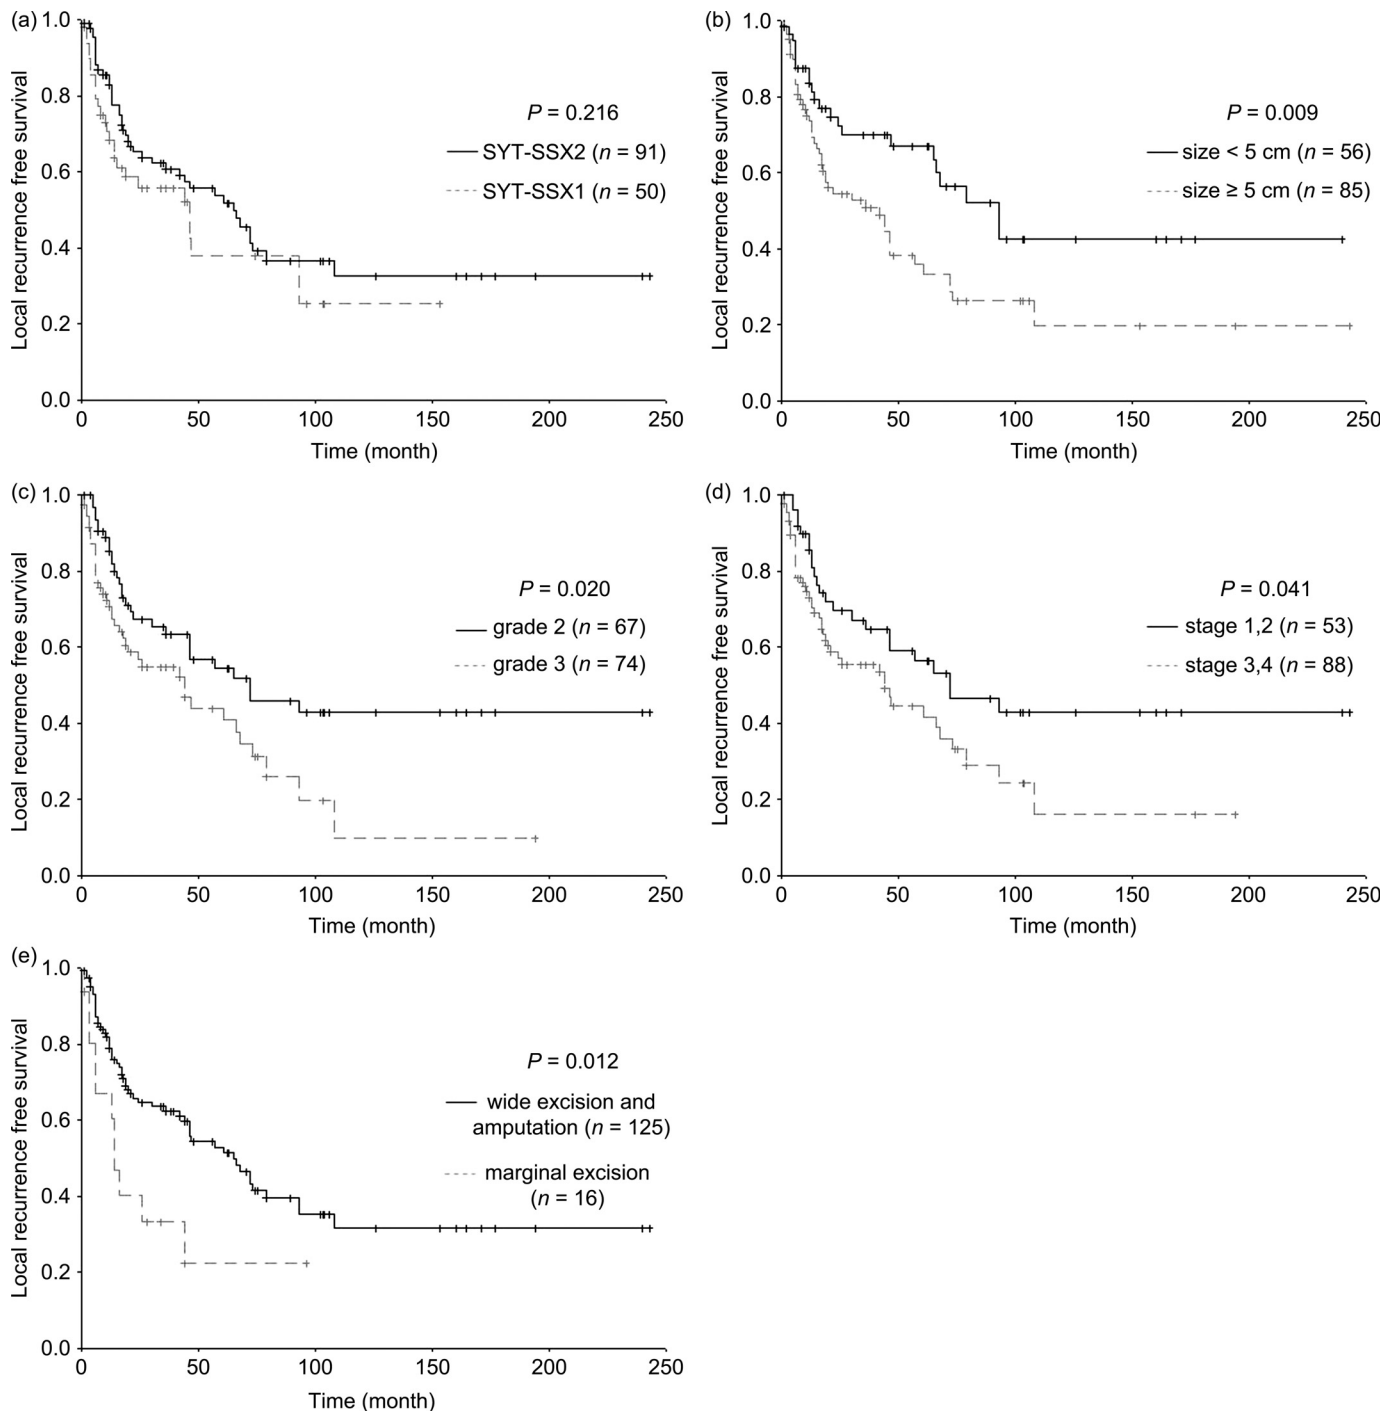 (a)
Local recurrence free survival
1.0
0.8
0.6
0.4
0.2
0.0
P = 0.216
SYT-SSX2 (n = 91)
SYT-SSX1 (n = 50)
0 50 100 150 200 250
Time (month)
(b)
Local recurrence free survival
1.0
0.8
0.6
0.4
0.2
0.0
P = 0.009
size < 5 cm (n = 56)
size ≥ 5 cm (n = 85)
0 50 100 150 200 250
Time (month)
(c)
Local recurrence free survival
1.0
0.8
0.6
0.4
0.2
0.0
P = 0.020
grade 2 (n = 67)
grade 3 (n = 74)
0 50 100 150 200 250
Time (month)
(d)
Local recurrence free survival
1.0
0.8
0.6
0.4
0.2
0.0
P = 0.041
stage 1,2 (n = 53)
stage 3,4 (n = 88)
0 50 100 150 200 250
Time (month)
(e)
Local recurrence free survival
1.0
0.8
0.6
0.4
0.2
0.0
P = 0.012
wide excision and
amputation (n = 125)
marginal excision
(n = 16)
0 50 100 150 200 250
Time (month)